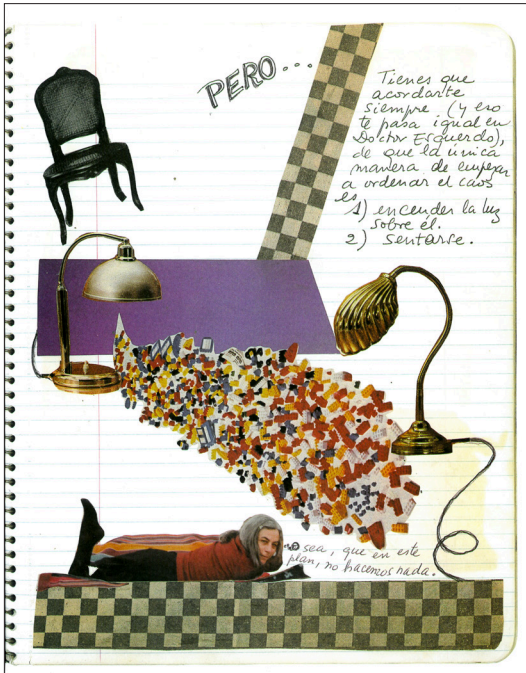 PERO...
Tienes que
acordarte
siempre (y eso
te pasa igual en
Doctor Esquerdo),
de que la única
manera de empezar
a ordenar el caos
es
1) encender la luz
sobre él.
2) sentarse.
o sea, que en este
plan, no hacemos nada.